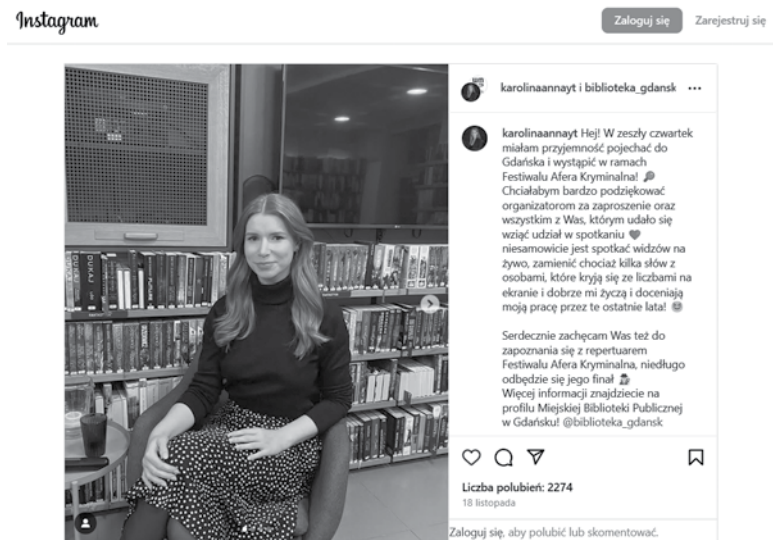 Instagram
Zaloguj się
Zarejestruj się
karolinaannayt i biblioteka_gdansk
karolinaannayt Hej! W zeszły czwartek
miałam przyjemność pojechać do
Gdańska i wystąpić w ramach
Festiwalu Afera Kryminalna!
Chciałabym bardzo podziękować
organizatorom za zaproszenie oraz
wszystkim z Was, którym udało się
wziąć udział w spotkaniu
niesamowicie jest spotkać widzów na
żywo, zamienić chociaż kilka słów z
osobami, które kryją się ze liczbami na
ekranie i dobrze mi życzą i doceniają
moją pracę przez te ostatnie lata!
Serdecznie zachęcam Was też do
zapoznania się z repertuarem
Festiwalu Afera Kryminalna, niedługo
odbędzie się jego finał
Więcej informacji znajdziecie na
profilu Miejskiej Biblioteki Publicznej
w Gdańsku! @biblioteka_gdansk
Liczba polubień: 2274
18 listopada
Zaloguj się, aby polubić lub skomentować.
DUKAJ
DUKAJ